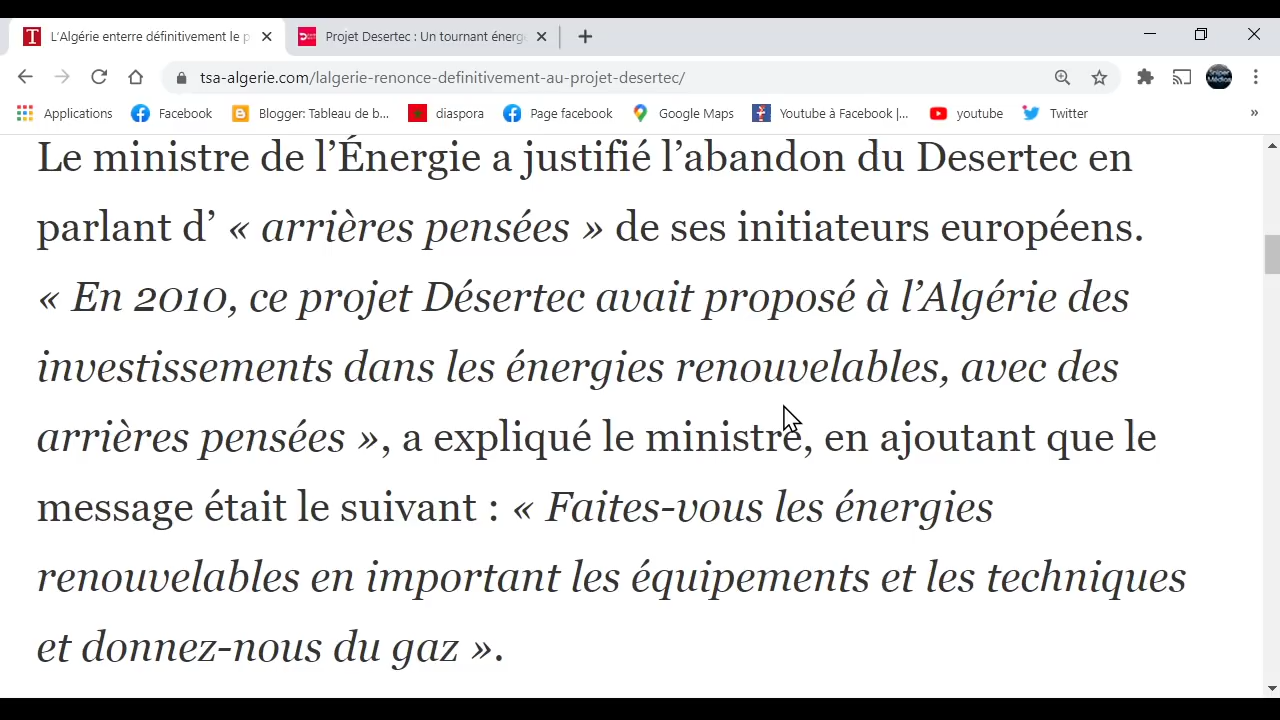 L'Algérie enterre définitivement le p
Projet Desertec : Un tournant énerg
tsa-algerie.com/lalgerie-renonce-definitivement-au-projet-desertec/
Applications Facebook Blogger: Tableau de b... Page facebook Google Maps Youtube à Facebook |... youtube Twitter »
Le ministre de l’Énergie a justifié l’abandon du Desertec en
parlant d’ « arrières pensées » de ses initiateurs européens.
« En 2010, ce projet Désertec avait proposé à l’Algérie des
investissements dans les énergies renouvelables, avec des
arrières pensées », a expliqué le ministre, en ajoutant que le
message était le suivant : « Faites-vous les énergies
renouvelables en important les équipements et les techniques
et donnez-nous du gaz ».